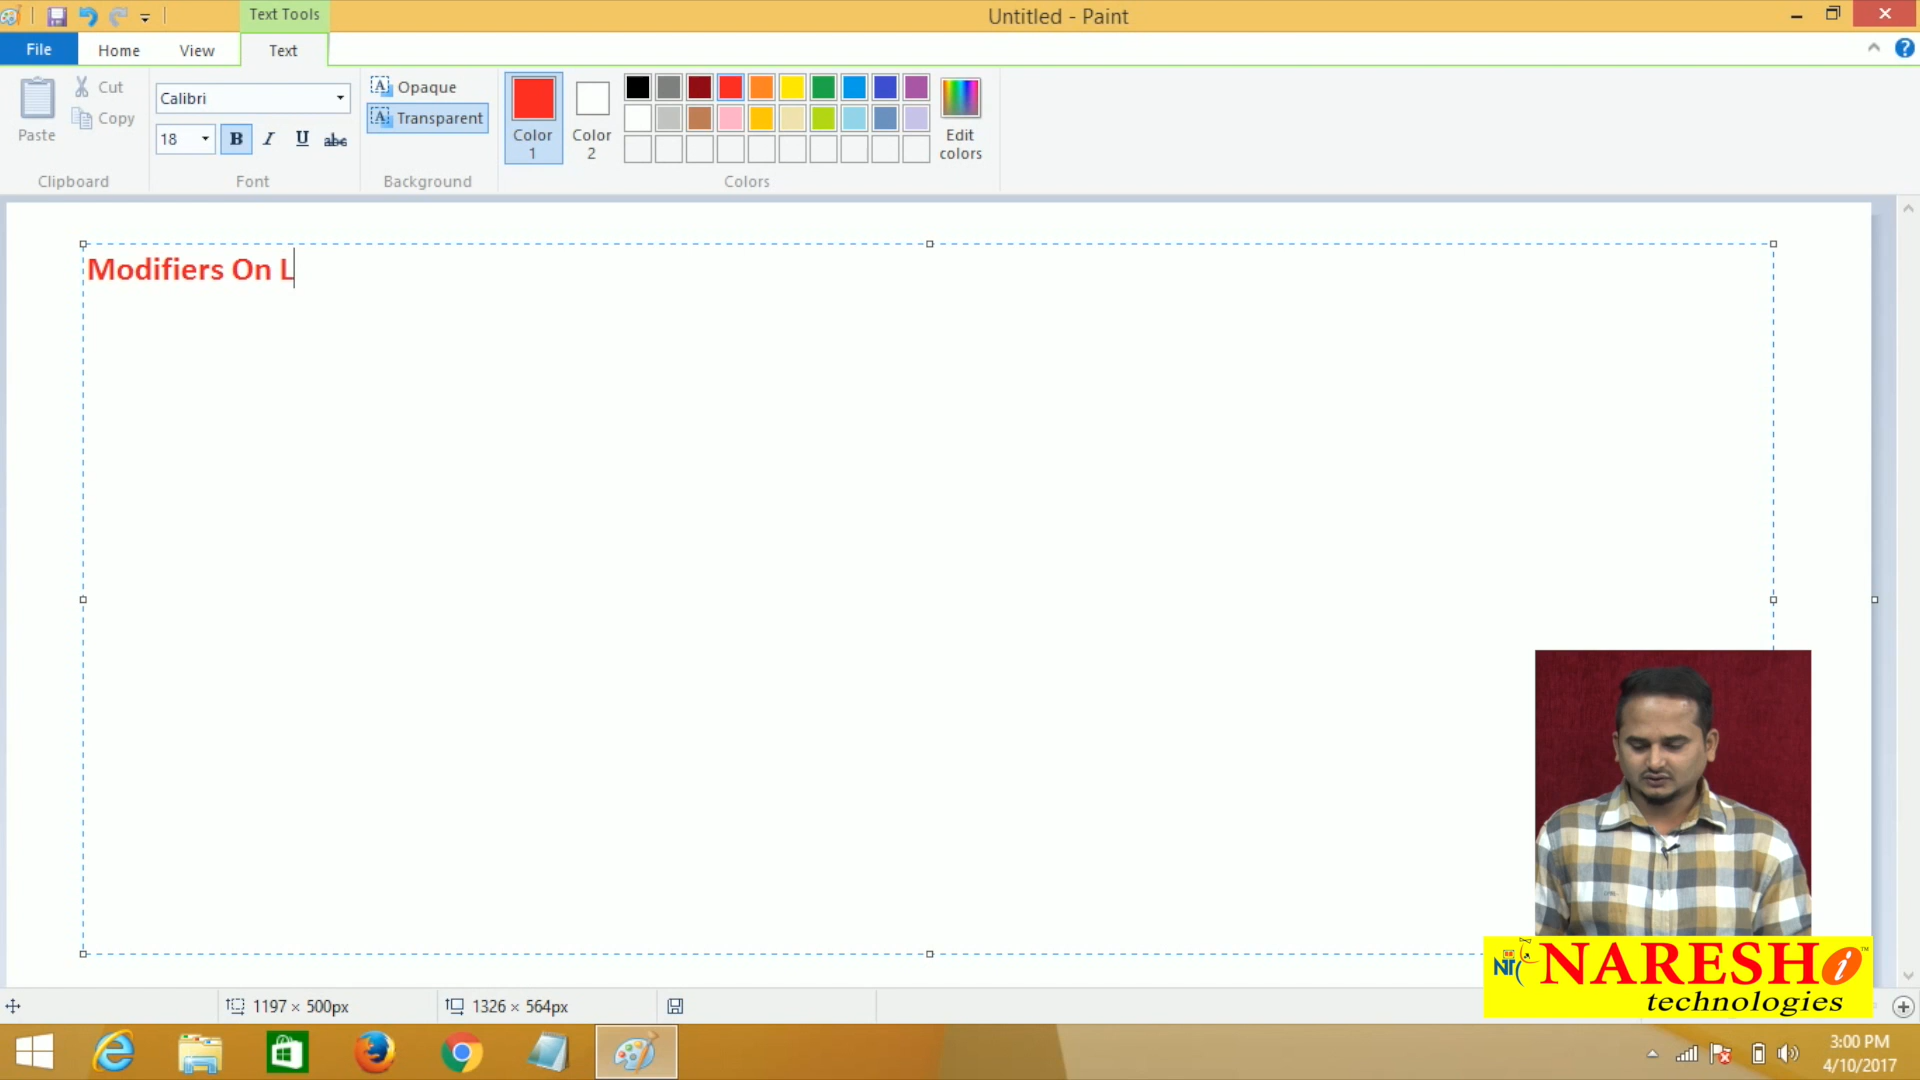 Text Tools
Untitled - Paint
File
Home
View
Text
Paste
Cut
Copy
Clipboard
Calibri
18
B
I
U
abc
Font
Opaque
Transparent
Background
Color
1
Color
2
Edit
colors
Colors
Modifiers On L
1197 × 500px
1326 × 564px
NARESH i
technologies
3:00 PM
4/10/2017